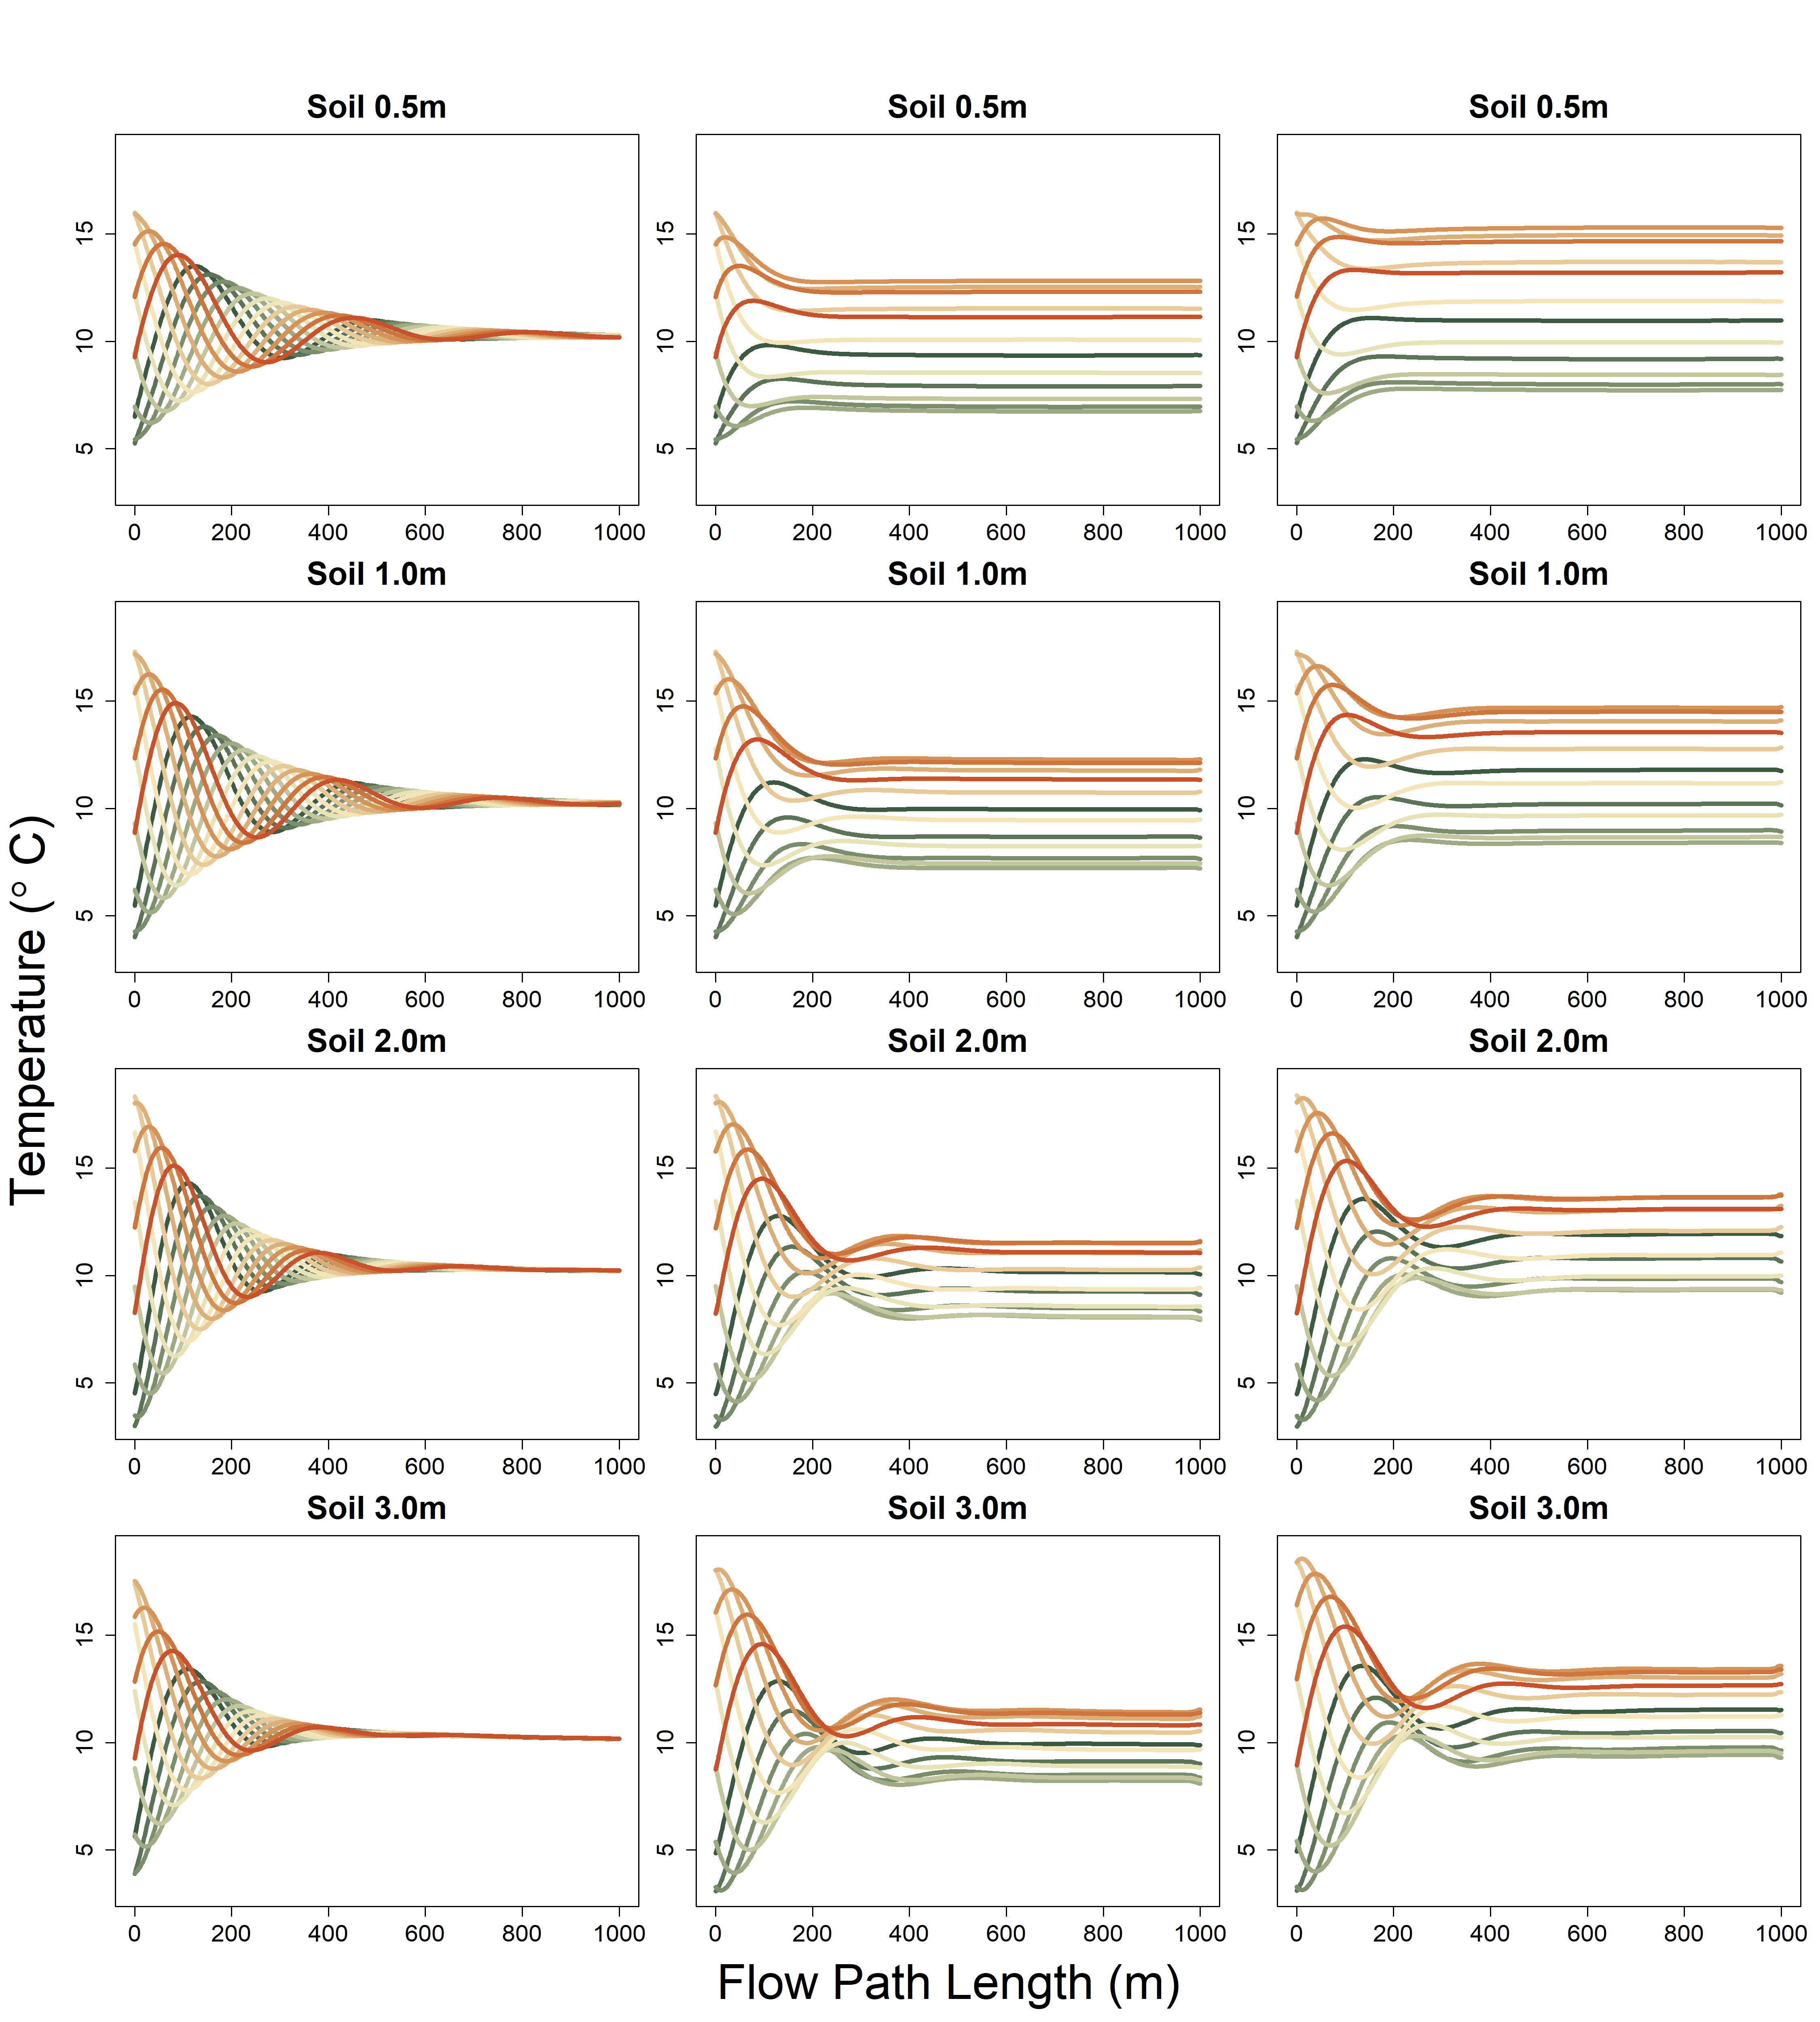 Soil 0.5m Soil 0.5m Soil 0.5m
15 15 15
10 10 10
5 5 5
0 200 400 600 800 1000 0 200 400 600 800 1000 0 200 400 600 800 1000
Soil 1.0m Soil 1.0m Soil 1.0m
15 15 15
10 10 10
5 5 5
0 200 400 600 800 1000 0 200 400 600 800 1000 0 200 400 600 800 1000
Temperature (° C)
Soil 2.0m Soil 2.0m Soil 2.0m
15 15 15
10 10 10
5 5 5
0 200 400 600 800 1000 0 200 400 600 800 1000 0 200 400 600 800 1000
Soil 3.0m Soil 3.0m Soil 3.0m
15 15 15
10 10 10
5 5 5
0 200 400 600 800 1000 0 200 400 600 800 1000 0 200 400 600 800 1000
Flow Path Length (m)